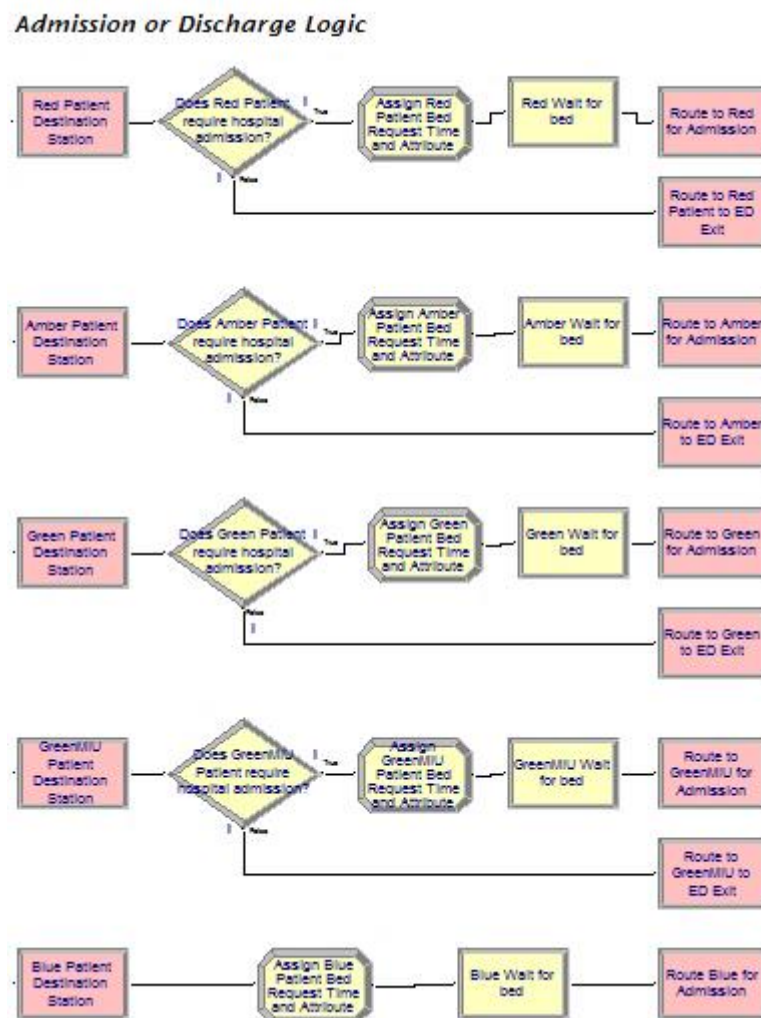 Admission or Discharge Logic
Red Patient
Destination
Station
Does Red Patient
require hospital
admission?
True
False
Assign Red
Patient Bed
Request Time
and Attribute
Red Wait for
bed
Route to Red
for Admission
Route to Red
Patient to ED
Exit
Amber Patient
Destination
Station
Does Amber Patient
require hospital
admission?
True
False
Assign Amber
Patient Bed
Request Time
and Attribute
Amber Wait for
bed
Route to Amber
for Admission
Route to Amber
to ED Exit
Green Patient
Destination
Station
Does Green Patient
require hospital
admission?
True
False
Assign Green
Patient Bed
Request Time
and Attribute
Green Wait for
bed
Route to Green
for Admission
Route to Green
to ED Exit
GreenMIU
Patient
Destination
Station
Does GreenMIU
Patient require
hospital admission?
True
False
Assign
GreenMIU
Patient Bed
Request Time
and Attribute
GreenMIU Wait
for bed
Route to
GreenMIU for
Admission
Route to
GreenMIU to
ED Exit
Blue Patient
Destination
Station
Assign Blue
Patient Bed
Request Time
and Attribute
Blue Wait for
bed
Route Blue for
Admission